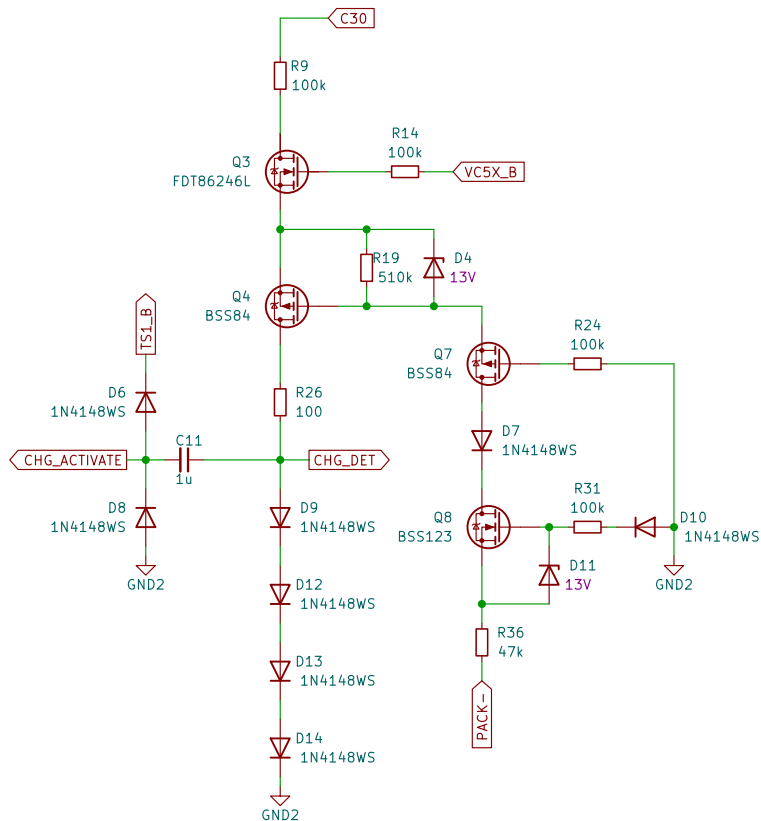 C30
R9
100k
R14
100k
Q3
FDT86246L
VC5X_B
R19
510k
D4
13V
Q4
BSS84
TS1_B
R24
100k
Q7
BSS84
D6
1N4148WS
R26
100
D7
1N4148WS
C11
1u
CHG_ACTIVATE
CHG_DET
D8
1N4148WS
D9
1N4148WS
Q8
BSS123
R31
100k
D10
1N4148WS
GND2
D11
13V
GND2
D12
1N4148WS
R36
47k
D13
1N4148WS
PACK-
D14
1N4148WS
GND2